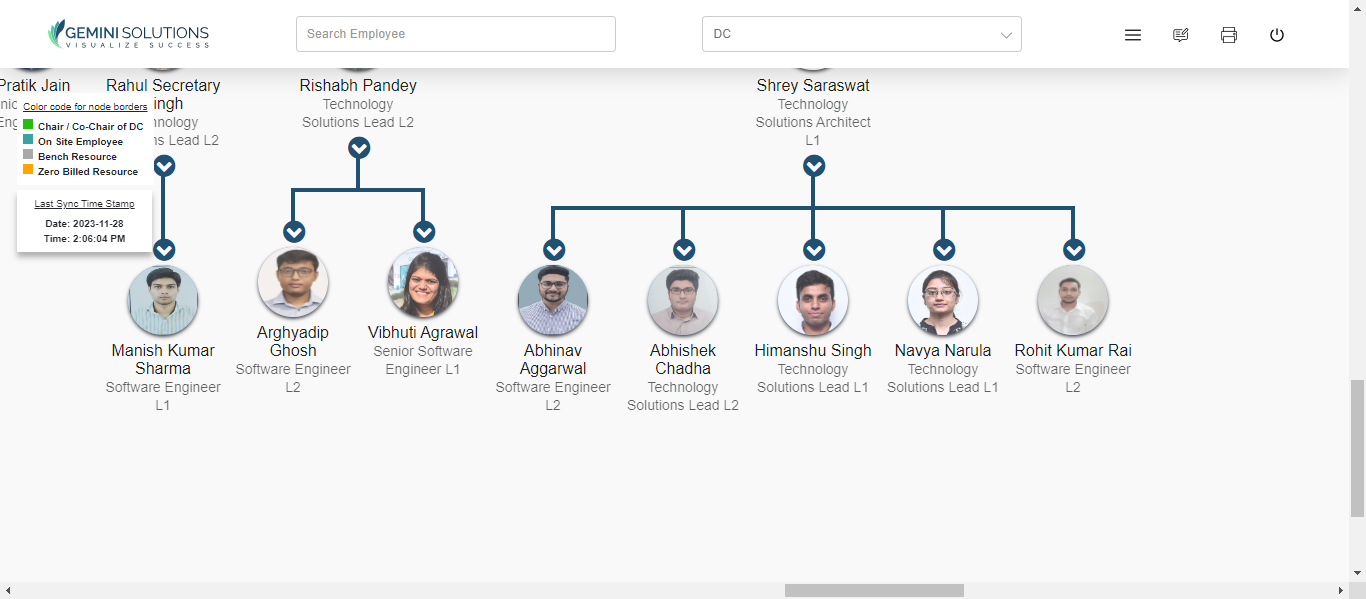 GEMINI SOLUTIONS
VISUALIZE SUCCESS
Search Employee
DC
Pratik Jain
Rahul Secretary
Singh
Solutions Lead L2
Rishabh Pandey
Technology
Solutions Lead L2
Shrey Saraswat
Technology
Solutions Architect
L1
Color code for node borders
Chair / Co-Chair of DC
On Site Employee
Bench Resource
Zero Billed Resource
Last Sync Time Stamp
Date: 2023-11-28
Time: 2:06:04 PM
Manish Kumar
Sharma
Software Engineer
L1
Arghyadip
Ghosh
Software Engineer
L2
Vibhuti Agrawal
Senior Software
Engineer L1
Abhinav
Aggarwal
Software Engineer
L2
Abhishek
Chadha
Technology
Solutions Lead L2
Himanshu Singh
Technology
Solutions Lead L1
Navya Narula
Technology
Solutions Lead L1
Rohit Kumar Rai
Software Engineer
L2